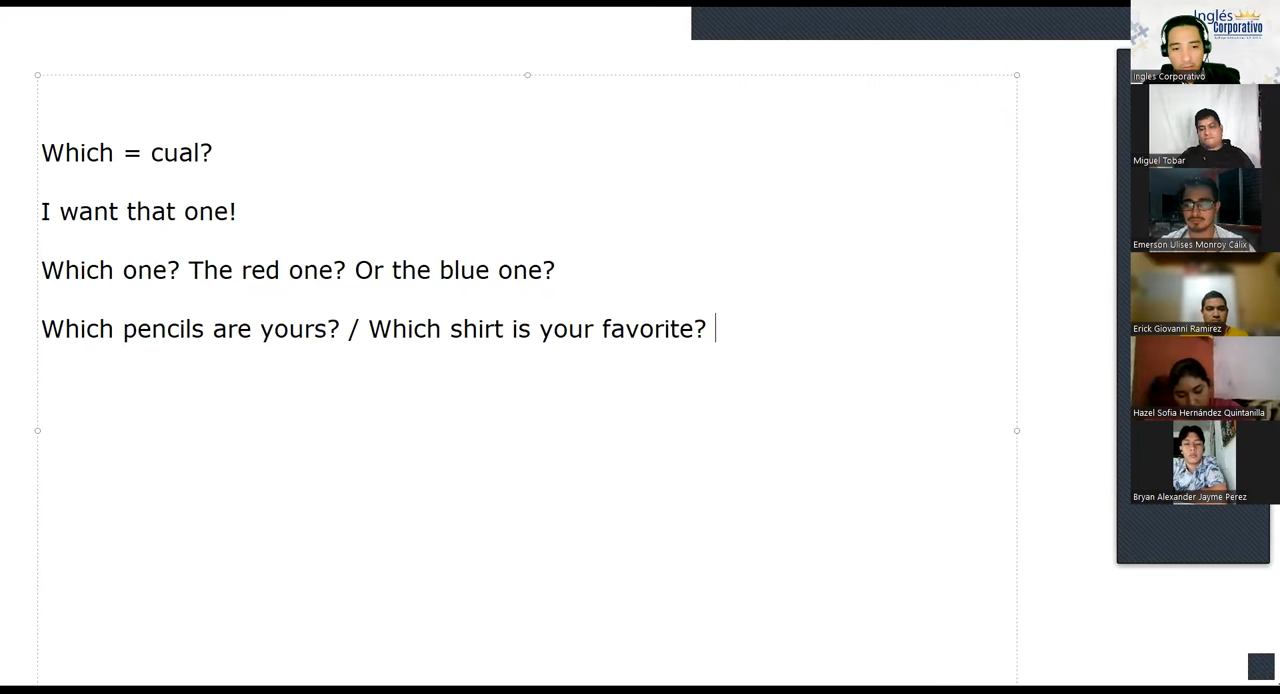 Which = cual?
I want that one!
Which one? The red one? Or the blue one?
Which pencils are yours? / Which shirt is your favorite?
Inglés
Corporativo
Ingles Corporativo
Miguel Tobar
Emerson Ulises Monroy Cálix
Erick Giovanni Ramirez
Hazel Sofia Hernández Quintanilla
Bryan Alexander Jayme Perez